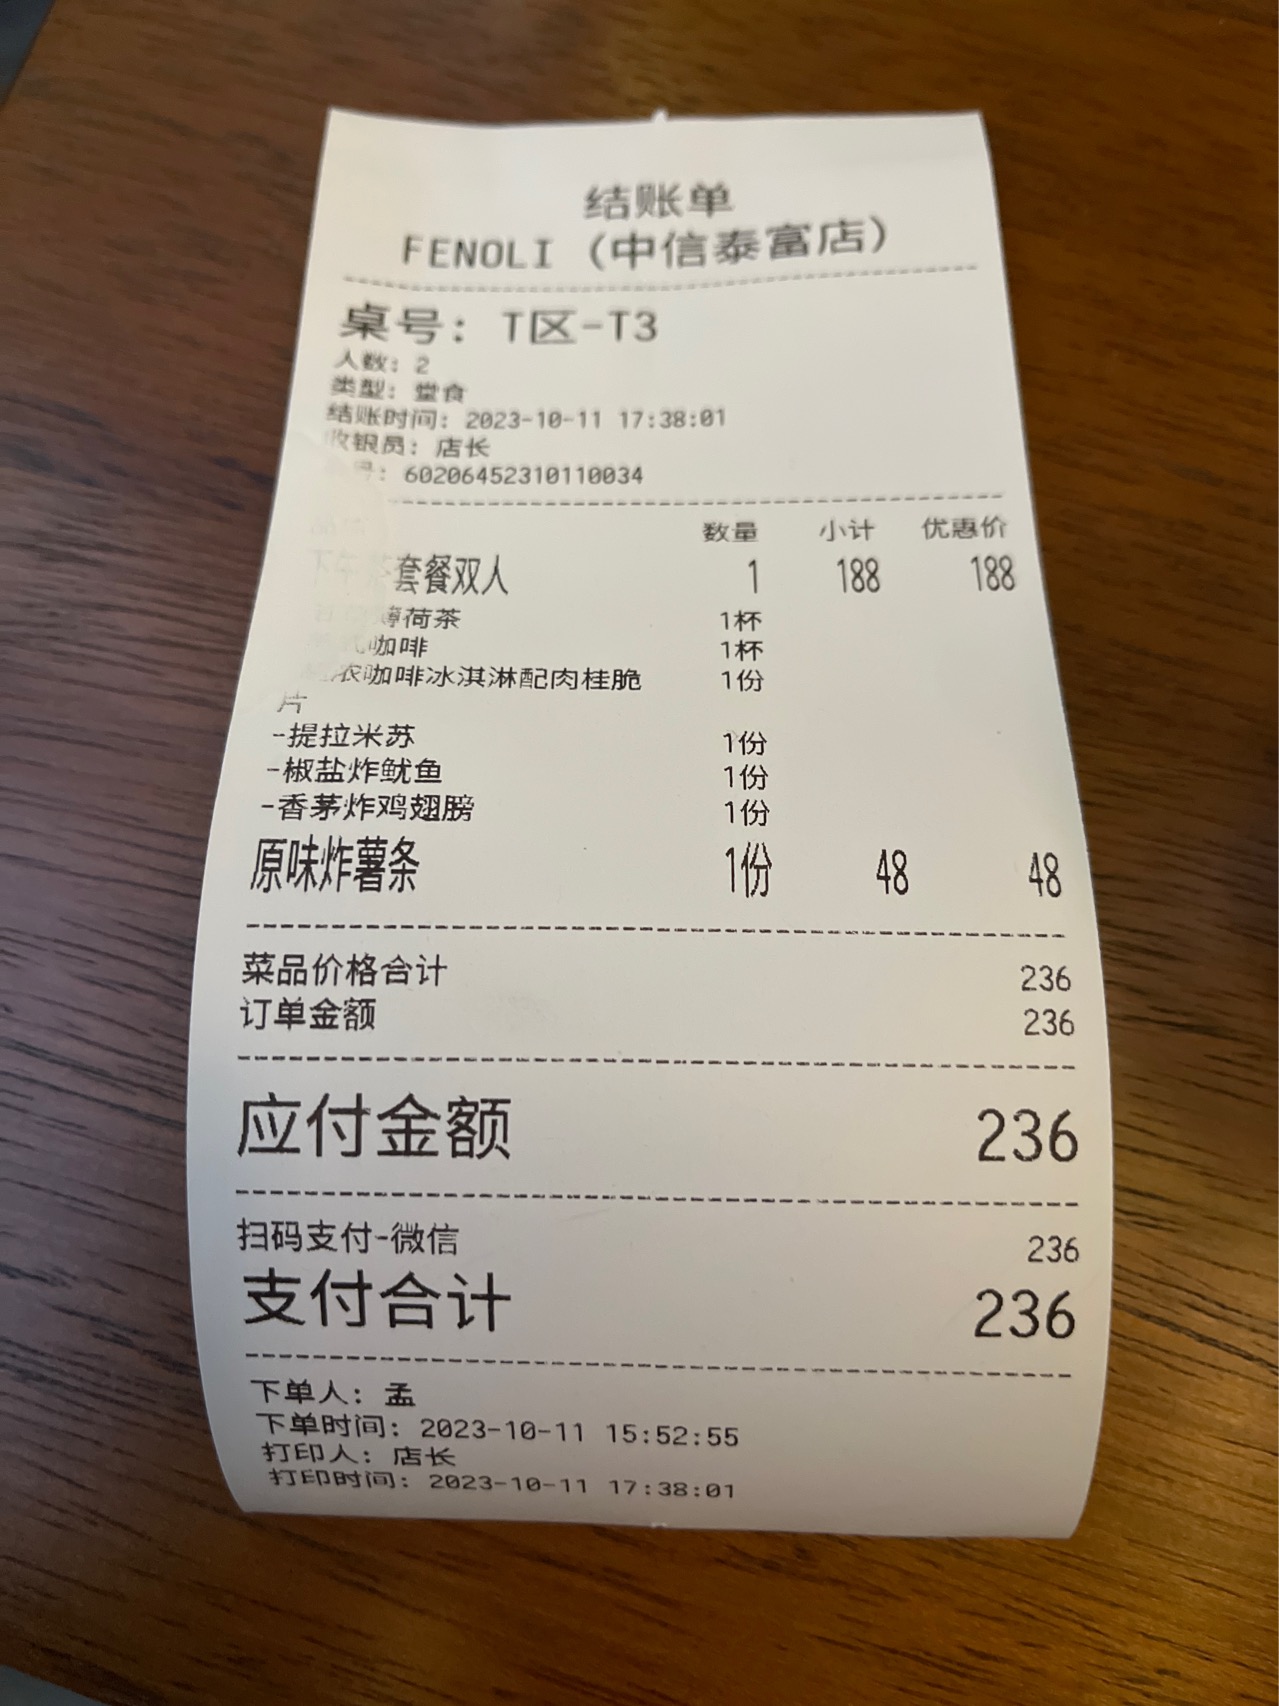 结账单
FENOLI（中信泰富店）
桌号： T区-T3
人数: 2
类型: 堂食
结账时间: 2023-10-11 17:38:01
收银员: 店长
号: 602064522310110034
数量 小计 优惠价
下午茶套餐双人 1 188 188
薄荷茶 1杯
咖啡 1杯
浓咖啡冰淇淋配肉桂脆 1份
片
-提拉米苏 1份
-椒盐炸鱿鱼 1份
-香茅炸鸡翅膀 1份
原味炸薯条 1份 48 48
菜品价格合计 236
订单金额 236
应付金额 236
扫码支付-微信 236
支付合计 236
下单人: 孟
下单时间: 2023-10-11 15:52:55
打印人: 店长
打印时间: 2023-10-11 17:38:01